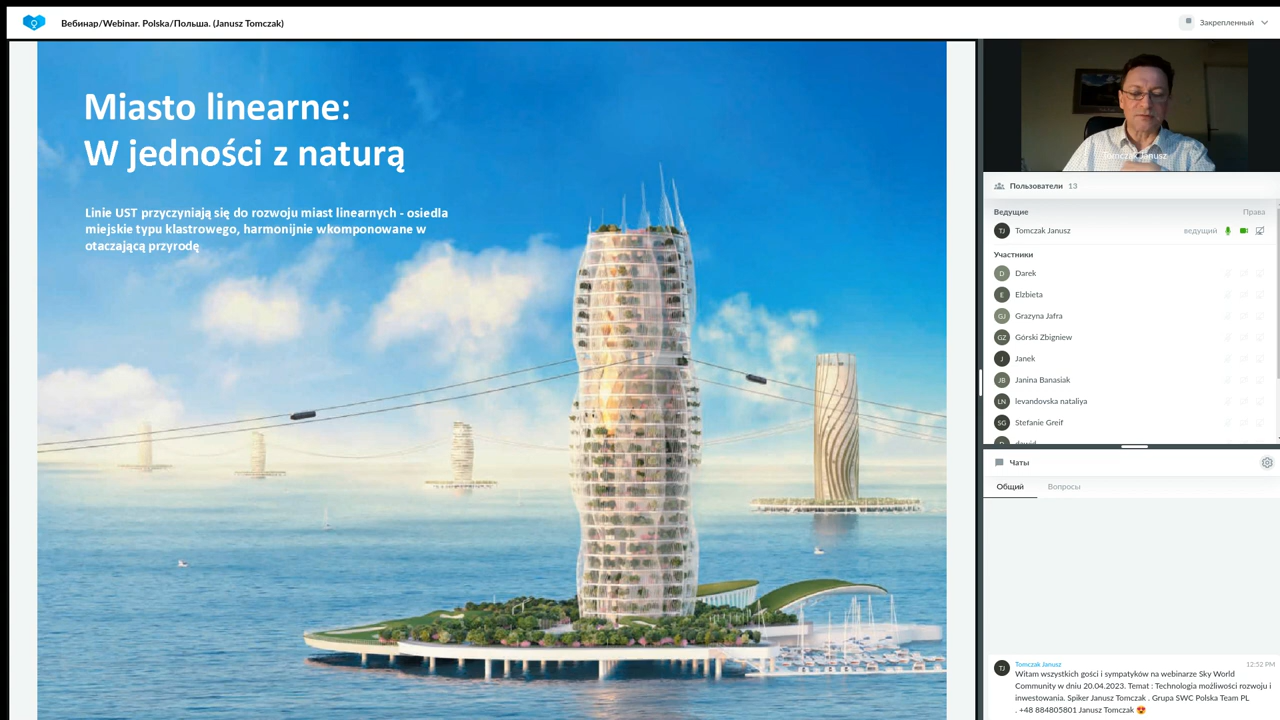 Вебинар/Webinar. Polska/Польша. (Janusz Tomczak)
Закрепленный
Miasto linearne:
W jedności z naturą
Linie UST przyczyniają się do rozwoju miast linearnych - osiedla
miejskie typu klastrowego, harmonijnie wkomponowane w
otaczającą przyrodę
Tomczak Janusz
Пользователи 13
Ведущие Права
TJ Tomczak Janusz ведущий
Участники
D Darek
E Elzbieta
GJ Grazyna Jafra
GZ Górski Zbigniew
J Janek
JB Janina Banasiak
LN levandovska nataliya
SG Stefanie Greif
Чаты
Общий Вопросы
TJ Tomczak Janusz 12:52 PM
Witam wszystkich gości i sympatyków na webinarze Sky World
Community w dniu 20.04.2023. Temat : Technologia możliwości rozwoju i
inwestowania. Spiker Janusz Tomczak . Grupa SWC Polska Team PL
. +48 884805801 Janusz Tomczak 😍